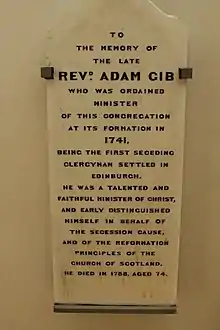 TO
THE MEMORY OF
THE LATE
REVD. ADAM GIB
WHO WAS ORDAINED
MINISTER
OF THIS CONGREGATION
AT ITS FORMATION IN
1741,
BEING THE FIRST SECEDING
CLERGYMAN SETTLED IN
EDINBURGH.
HE WAS A TALENTED AND
FAITHFUL MINISTER OF CHRIST,
AND EARLY DISTINGUISHED
HIMSELF IN BEHALF OF
THE SECESSION CAUSE,
AND OF THE REFORMATION
PRINCIPLES OF THE
CHURCH OF SCOTLAND.
HE DIED IN 1788, AGED 74.